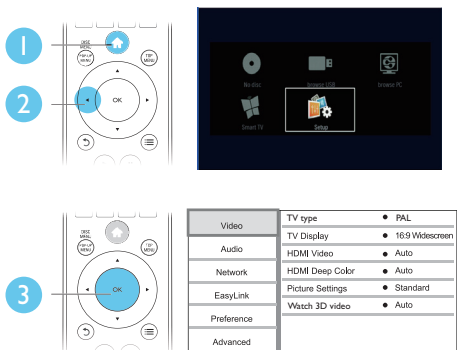 1
DISC MENU
POP-UP MENU
TOP MENU
2
OK
No disc
browse USB
browse PC
Smart TV
Setup
DISC MENU
POP-UP MENU
TOP MENU
3
OK
Video
Audio
Network
EasyLink
Preference
Advanced
TV type ● PAL
TV Display ● 16:9 Widescreen
HDMI Video ● Auto
HDMI Deep Color ● Auto
Picture Settings ● Standard
Watch 3D video ● Auto